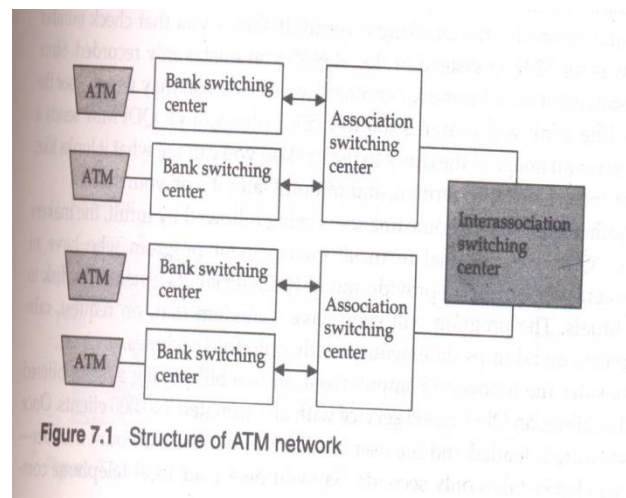 ATM
Bank switching
center
ATM
Bank switching
center
Association
switching
center
Interassociation
switching
center
ATM
Bank switching
center
ATM
Bank switching
center
Association
switching
center
Figure 7.1 Structure of ATM network